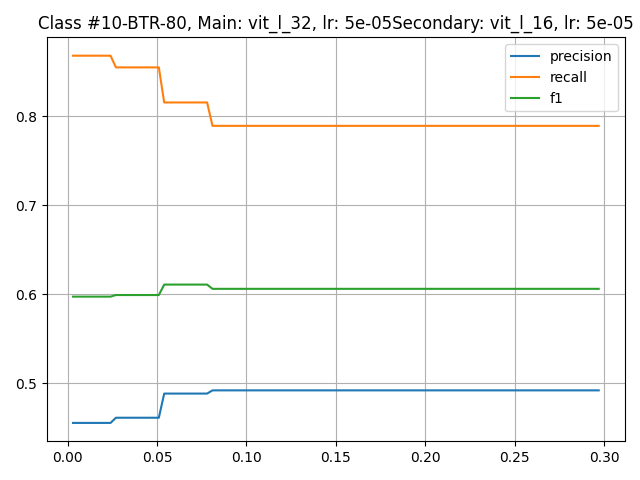 Class #10-BTR-80, Main: vit_l_32, lr: 5e-05Secondary: vit_l_16, lr: 5e-05
precision
recall
f1
0.8
0.7
0.6
0.5
0.00 0.05 0.10 0.15 0.20 0.25 0.30